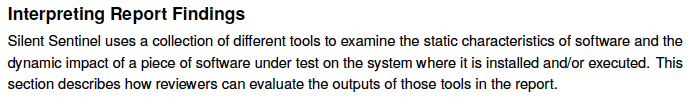 Interpreting Report Findings
Silent Sentinel uses a collection of different tools to examine the static characteristics of software and the
dynamic impact of a piece of software under test on the system where it is installed and/or executed. This
section describes how reviewers can evaluate the outputs of those tools in the report.